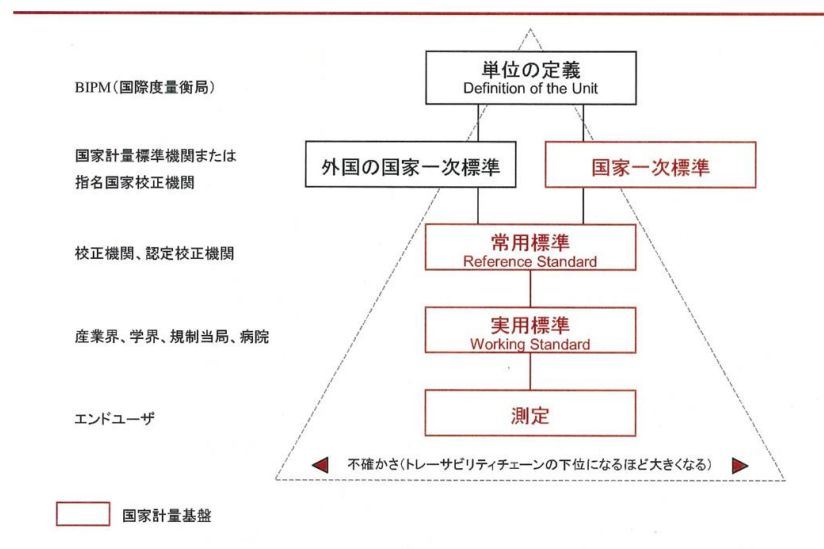 単位の定義
Definition of the Unit
BIPM(国際度量衡局)
国家計量標準機関または
指名国家校正機関
外国の国家一次標準
国家一次標準
校正機関、認定校正機関
常用標準
Reference Standard
産業界、学界、規制当局、病院
実用標準
Working Standard
エンドユーザ
測定
不確かさ(トレーサビリティチェーンの下位になるほど大きくなる)
国家計量基盤